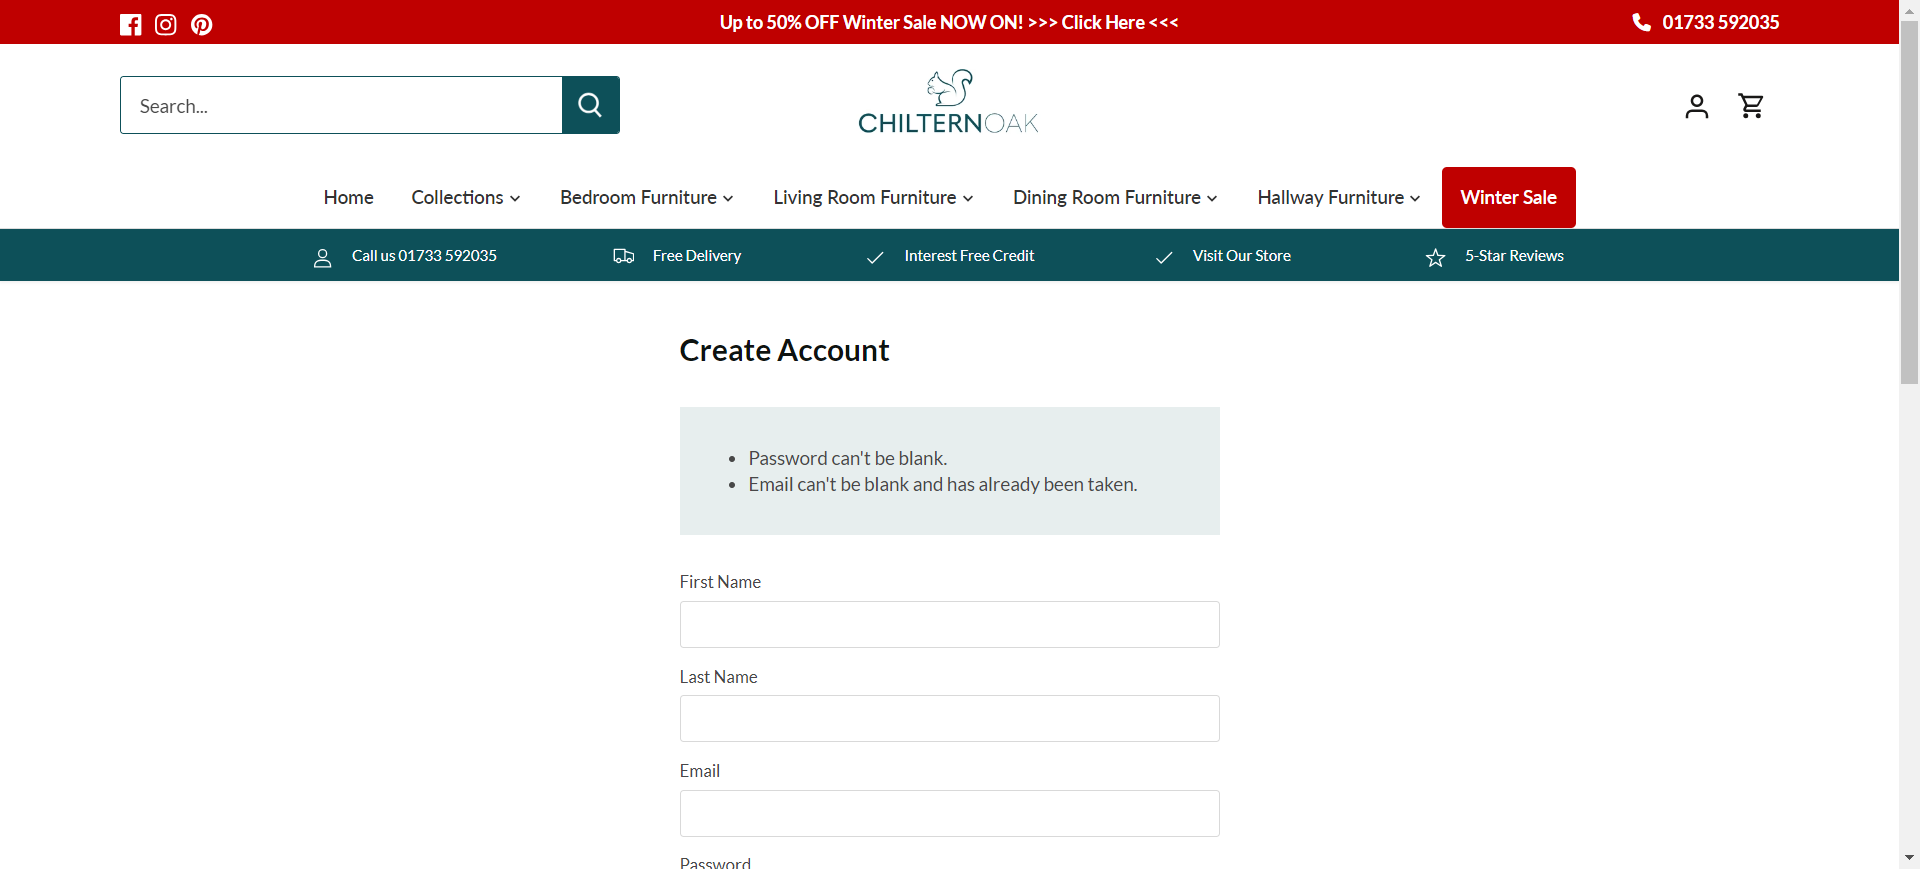 Up to 50% OFF Winter Sale NOW ON! >>> Click Here <<<
01733 592035
Search...
CHILTERNOAK
Home
Collections
Bedroom Furniture
Living Room Furniture
Dining Room Furniture
Hallway Furniture
Winter Sale
Call us 01733 592035
Free Delivery
Interest Free Credit
Visit Our Store
5-Star Reviews
Create Account
Password can't be blank.
Email can't be blank and has already been taken.
First Name
Last Name
Email
Password